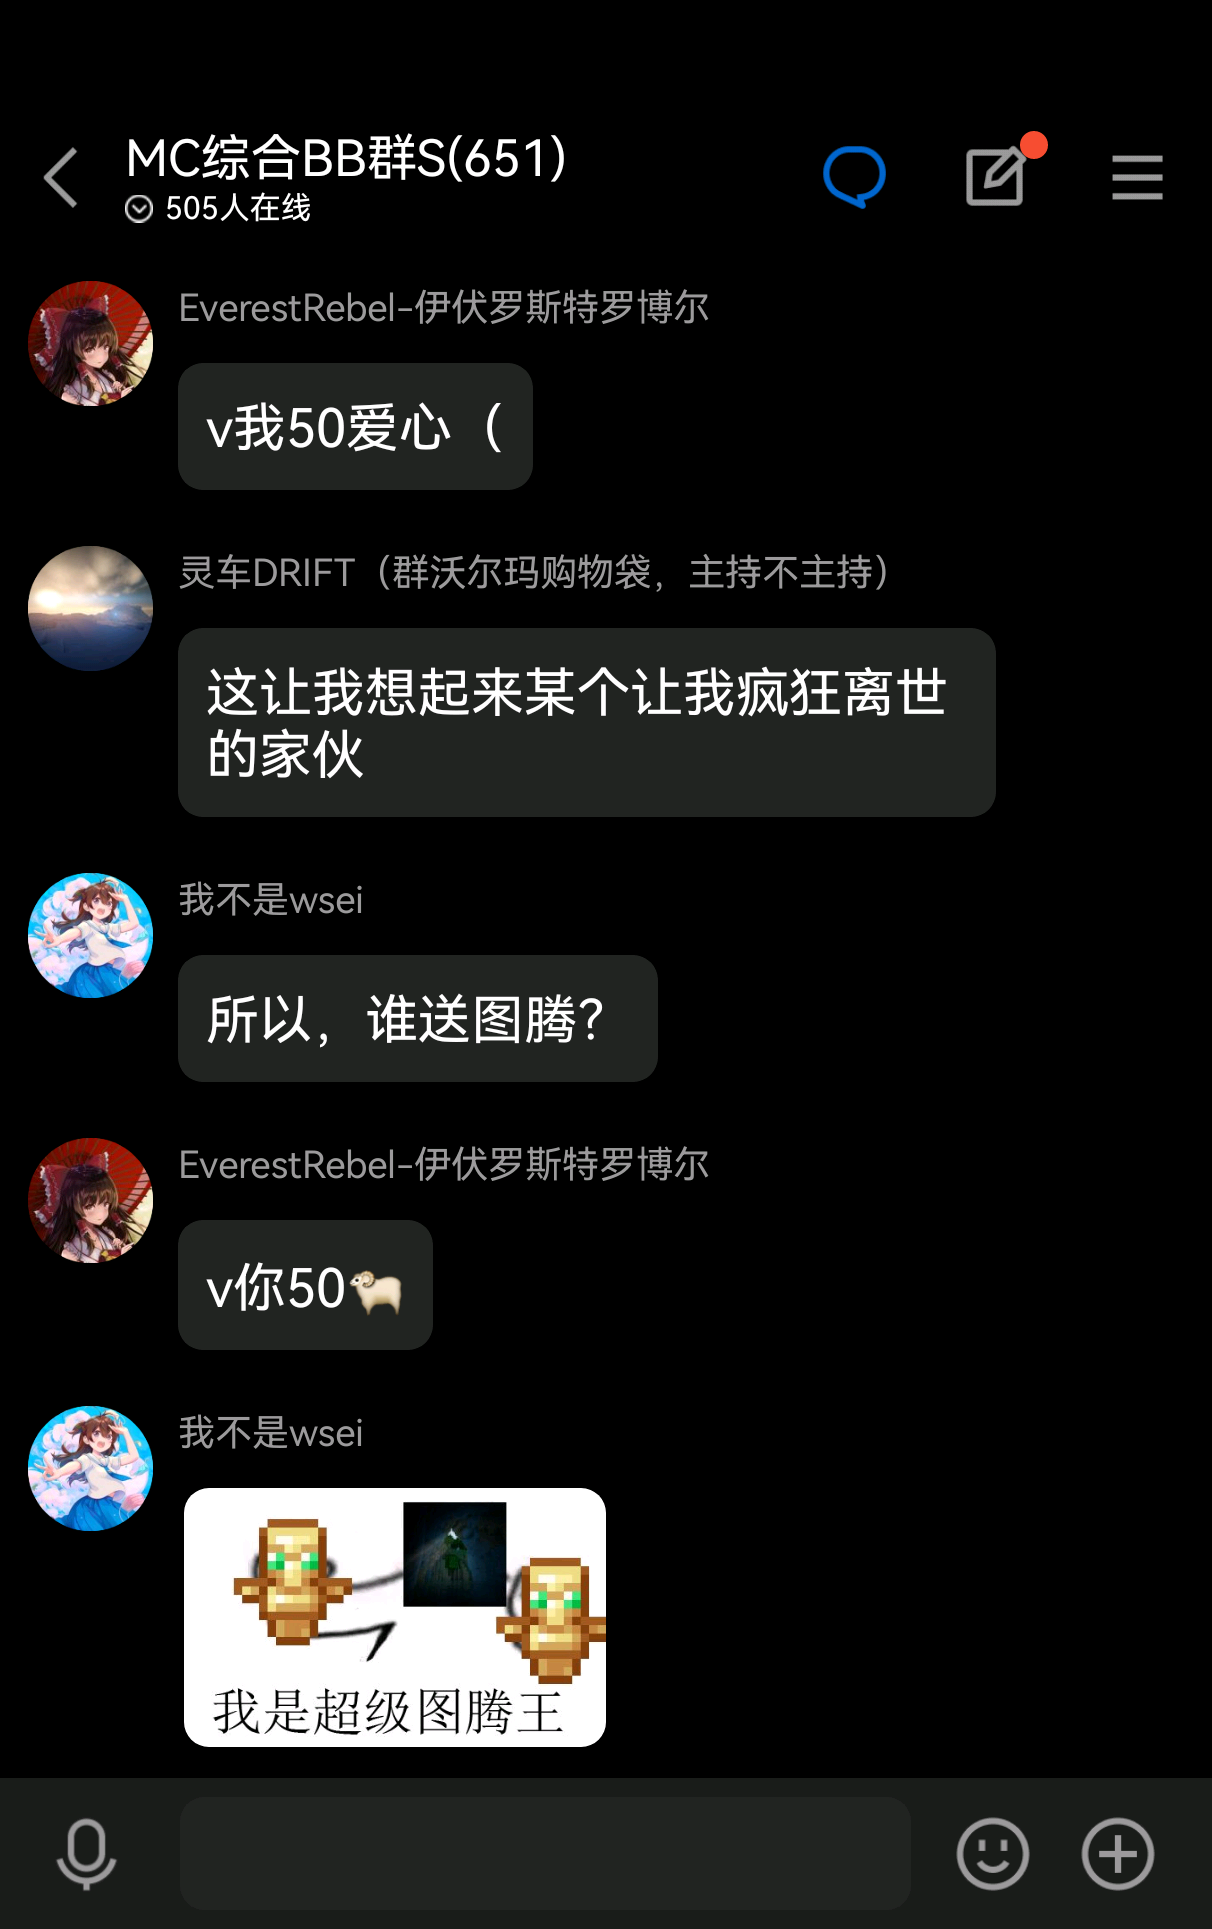 MC综合BB群S(651)
505人在线
EverestRebel-伊伏罗斯特罗博尔
v我50爱心（
灵车DRIFT（群沃尔玛购物袋，主持不主持）
这让我想起来某个让我疯狂离世
的家伙
我不是wsei
所以，谁送图腾？
EverestRebel-伊伏罗斯特罗博尔
v你50🐏
我不是wsei
我是超级图腾王